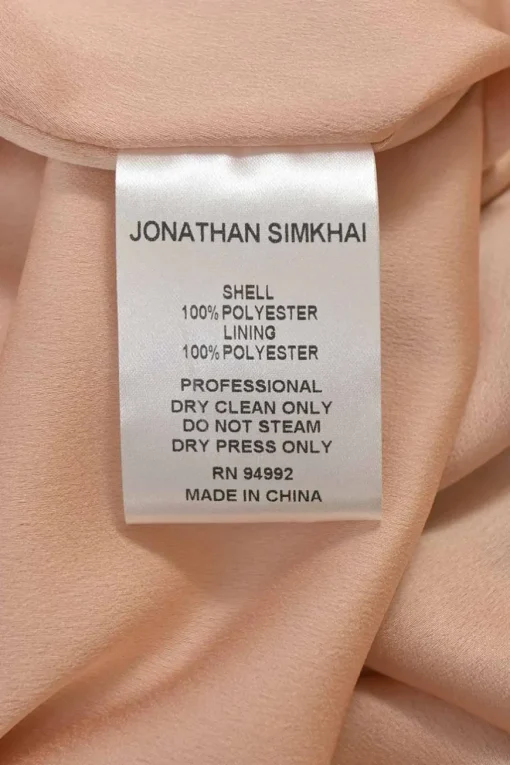 JONATHAN SIMKHAI
SHELL
100% POLYESTER
LINING
100% POLYESTER
PROFESSIONAL
DRY CLEAN ONLY
DO NOT STEAM
DRY PRESS ONLY
RN 94992
MADE IN CHINA